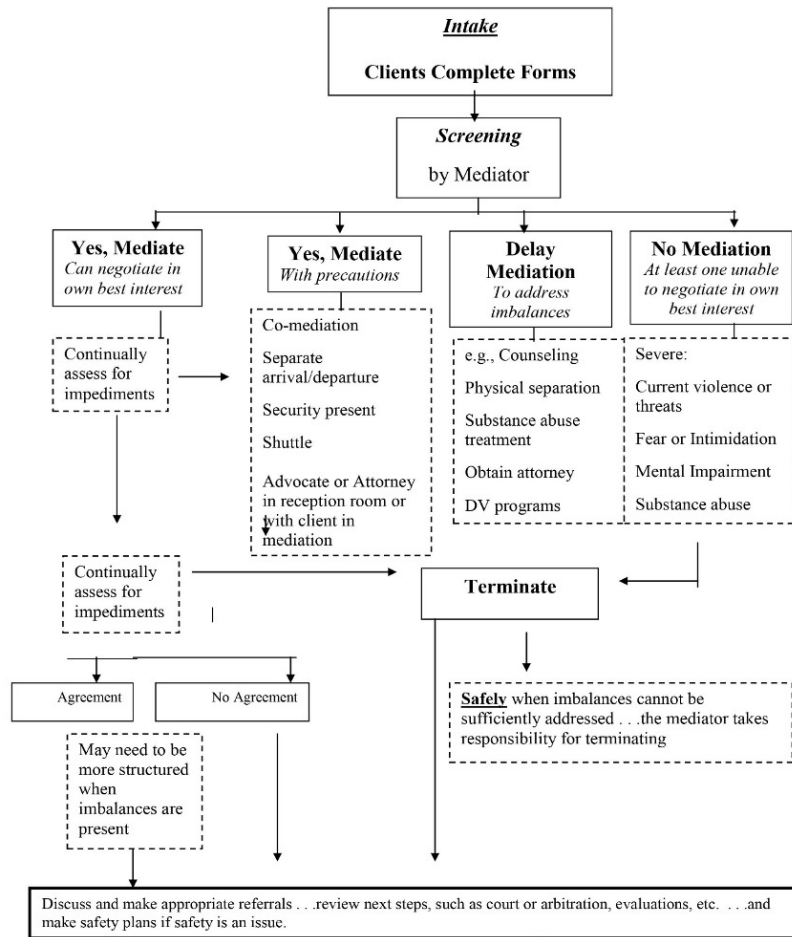 Intake
Clients Complete Forms
Screening
by Mediator
Yes, Mediate
Can negotiate in
own best interest
Yes, Mediate
With precautions
Delay
Mediation
To address
imbalances
No Mediation
At least one unable
to negotiate in own
best interest
Continually
assess for
impediments
Co-mediation
Separate
arrival/departure
Security present
Shuttle
Advocate or Attorney
in reception room or
with client in
mediation
e.g., Counseling
Physical separation
Substance abuse
treatment
Obtain attorney
DV programs
Severe:
Current violence or
threats
Fear or Intimidation
Mental Impairment
Substance abuse
Continually
assess for
impediments
Terminate
Agreement
No Agreement
Safely when imbalances cannot be
sufficiently addressed . . .the mediator takes
responsibility for terminating
May need to be
more structured
when
imbalances are
present
Discuss and make appropriate referrals . . .review next steps, such as court or arbitration, evaluations, etc. . . . .and
make safety plans if safety is an issue.